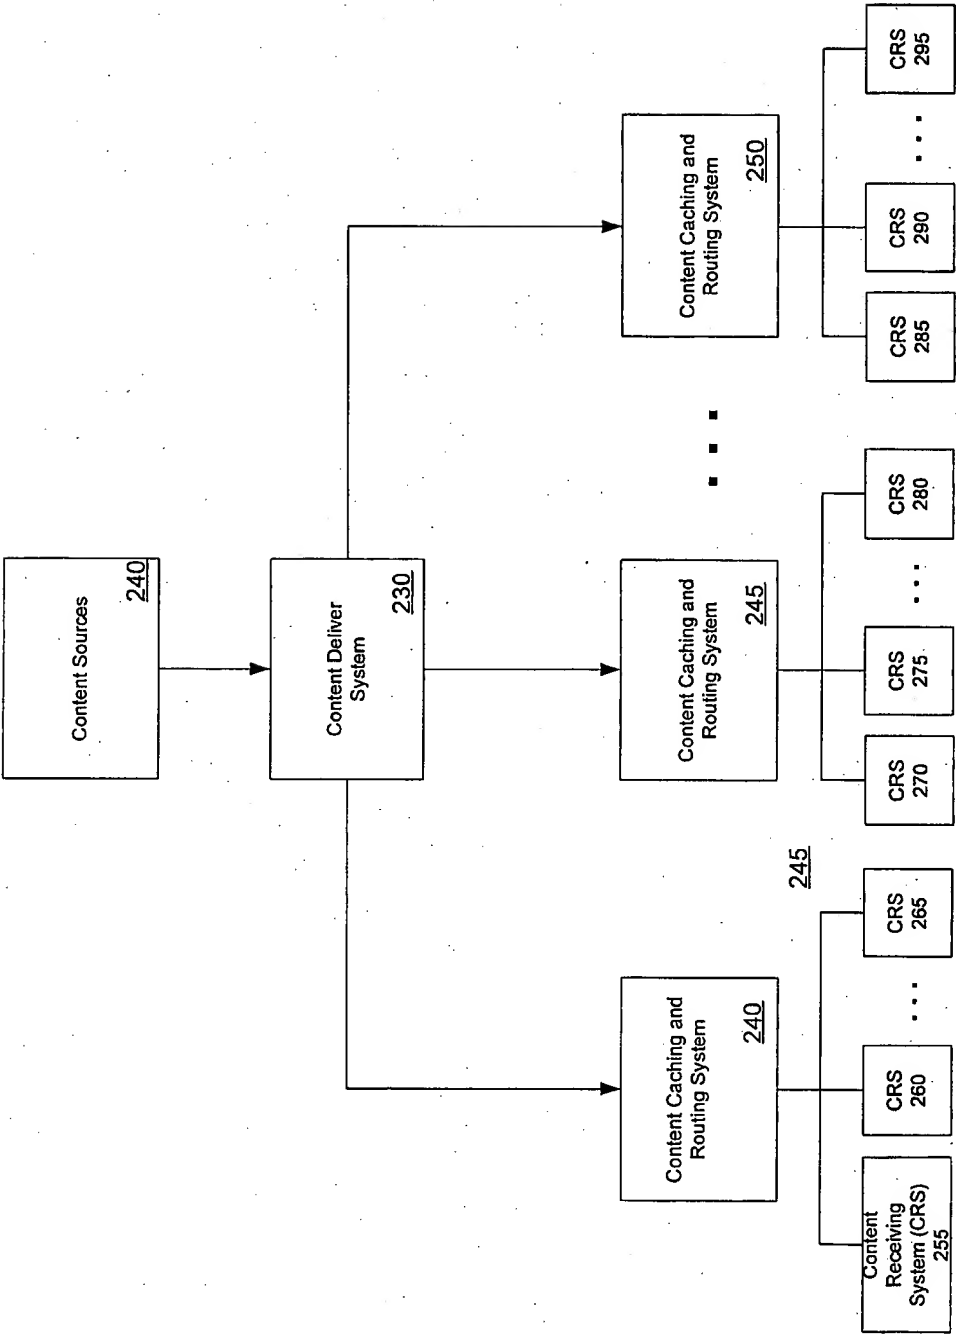 Content Sources
240
Content Deliver
System
230
Content Caching and
Routing System
240
Content Caching and
Routing System
245
. . .
Content Caching and
Routing System
250
245
Content
Receiving
System (CRS)
255
CRS
260
. . .
CRS
265
CRS
270
CRS
275
. . .
CRS
280
CRS
285
CRS
290
. . .
CRS
295